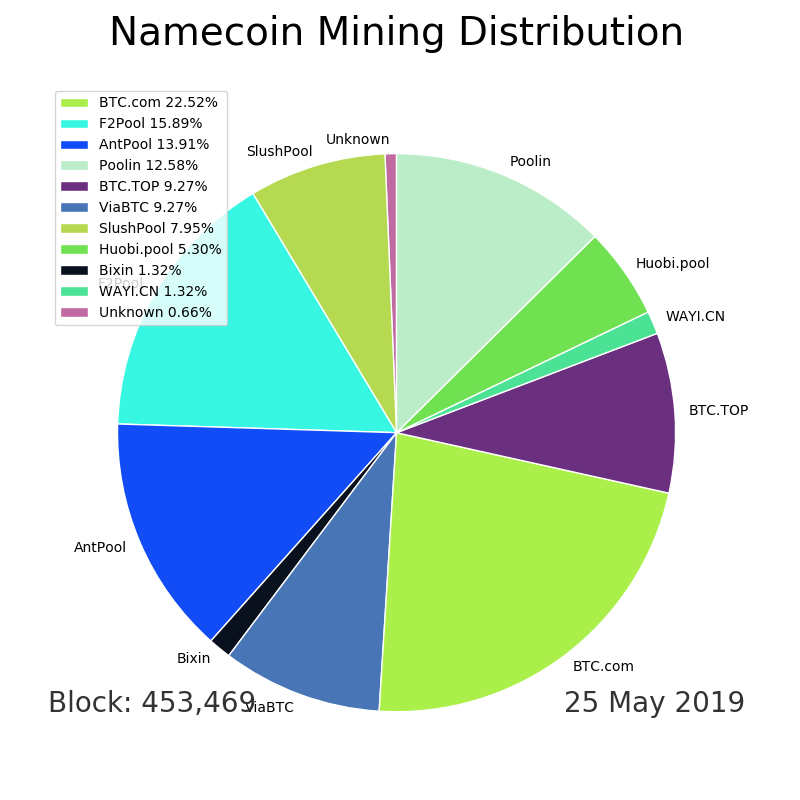 Namecoin Mining Distribution
BTC.com 22.52%
F2Pool 15.89%
AntPool 13.91%
Poolin 12.58%
BTC.TOP 9.27%
ViaBTC 9.27%
SlushPool 7.95%
Huobi.pool 5.30%
Bixin 1.32%
WAYI.CN 1.32%
Unknown 0.66%
Unknown
SlushPool
Poolin
Huobi.pool
F2Pool
WAYI.CN
BTC.TOP
AntPool
Bixin
BTC.com
ViaBTC
Block: 453,469
25 May 2019